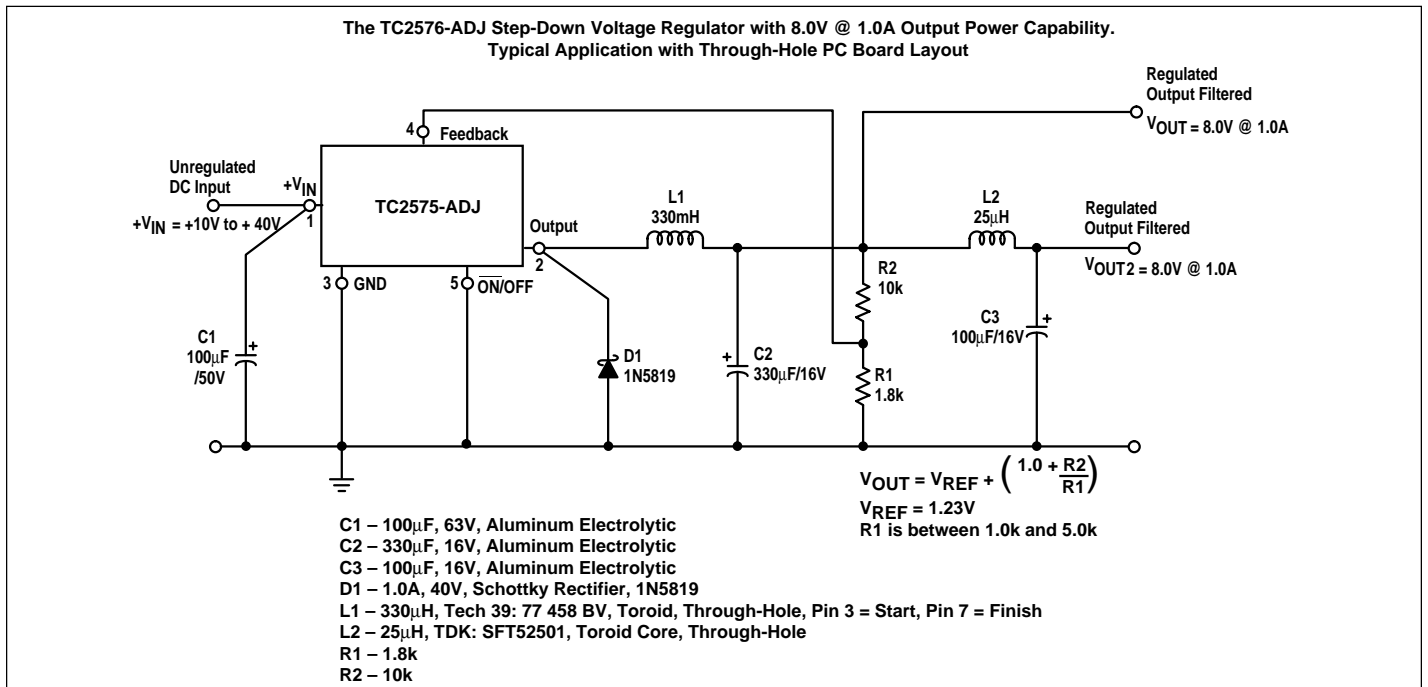 The TC2576-ADJ Step-Down Voltage Regulator with 8.0V @ 1.0A Output Power Capability.
Typical Application with Through-Hole PC Board Layout
Regulated
Output Filtered
VOUT = 8.0V @ 1.0A
4
Feedback
Unregulated
DC Input
+VIN
+VIN = +10V to + 40V
1
TC2575-ADJ
Output
2
L1
330mH
L2
25μH
Regulated
Output Filtered
VOUT2 = 8.0V @ 1.0A
3
GND
5
ON/OFF
R2
10k
C1
100μF
/50V
+
D1
1N5819
+
C2
330μF/16V
R1
1.8k
C3
100μF/16V
+
VOUT = VREF + (1.0 + R2
R1)
VREF = 1.23V
R1 is between 1.0k and 5.0k
C1 – 100μF, 63V, Aluminum Electrolytic
C2 – 330μF, 16V, Aluminum Electrolytic
C3 – 100μF, 16V, Aluminum Electrolytic
D1 – 1.0A, 40V, Schottky Rectifier, 1N5819
L1 – 330μH, Tech 39: 77 458 BV, Toroid, Through-Hole, Pin 3 = Start, Pin 7 = Finish
L2 – 25μH, TDK: SFT52501, Toroid Core, Through-Hole
R1 – 1.8k
R2 – 10k